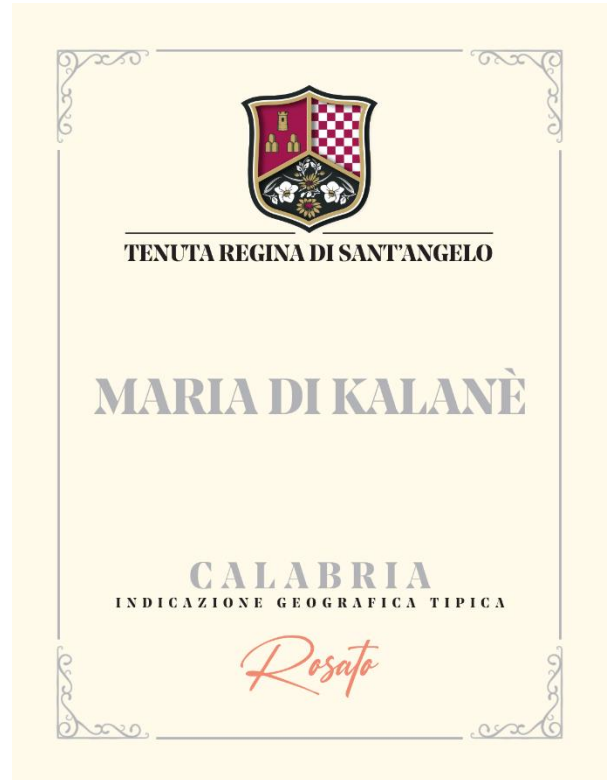 TENUTA REGINA DI SANT'ANGELO
MARIA DI KALANÈ
CALABRIA
INDICAZIONE GEOGRAFICA TIPICA
Rosato